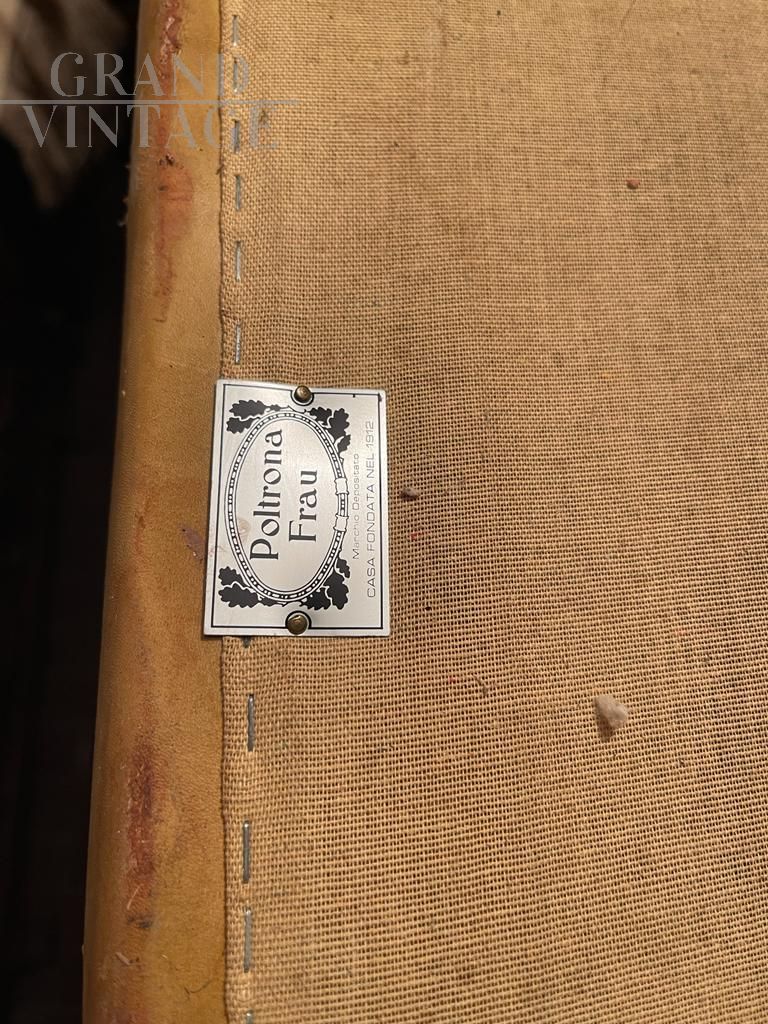 GRAND
VINTAGE
Poltrona
Frau
Marchio Depositato
CASA FONDATA NEL 1912